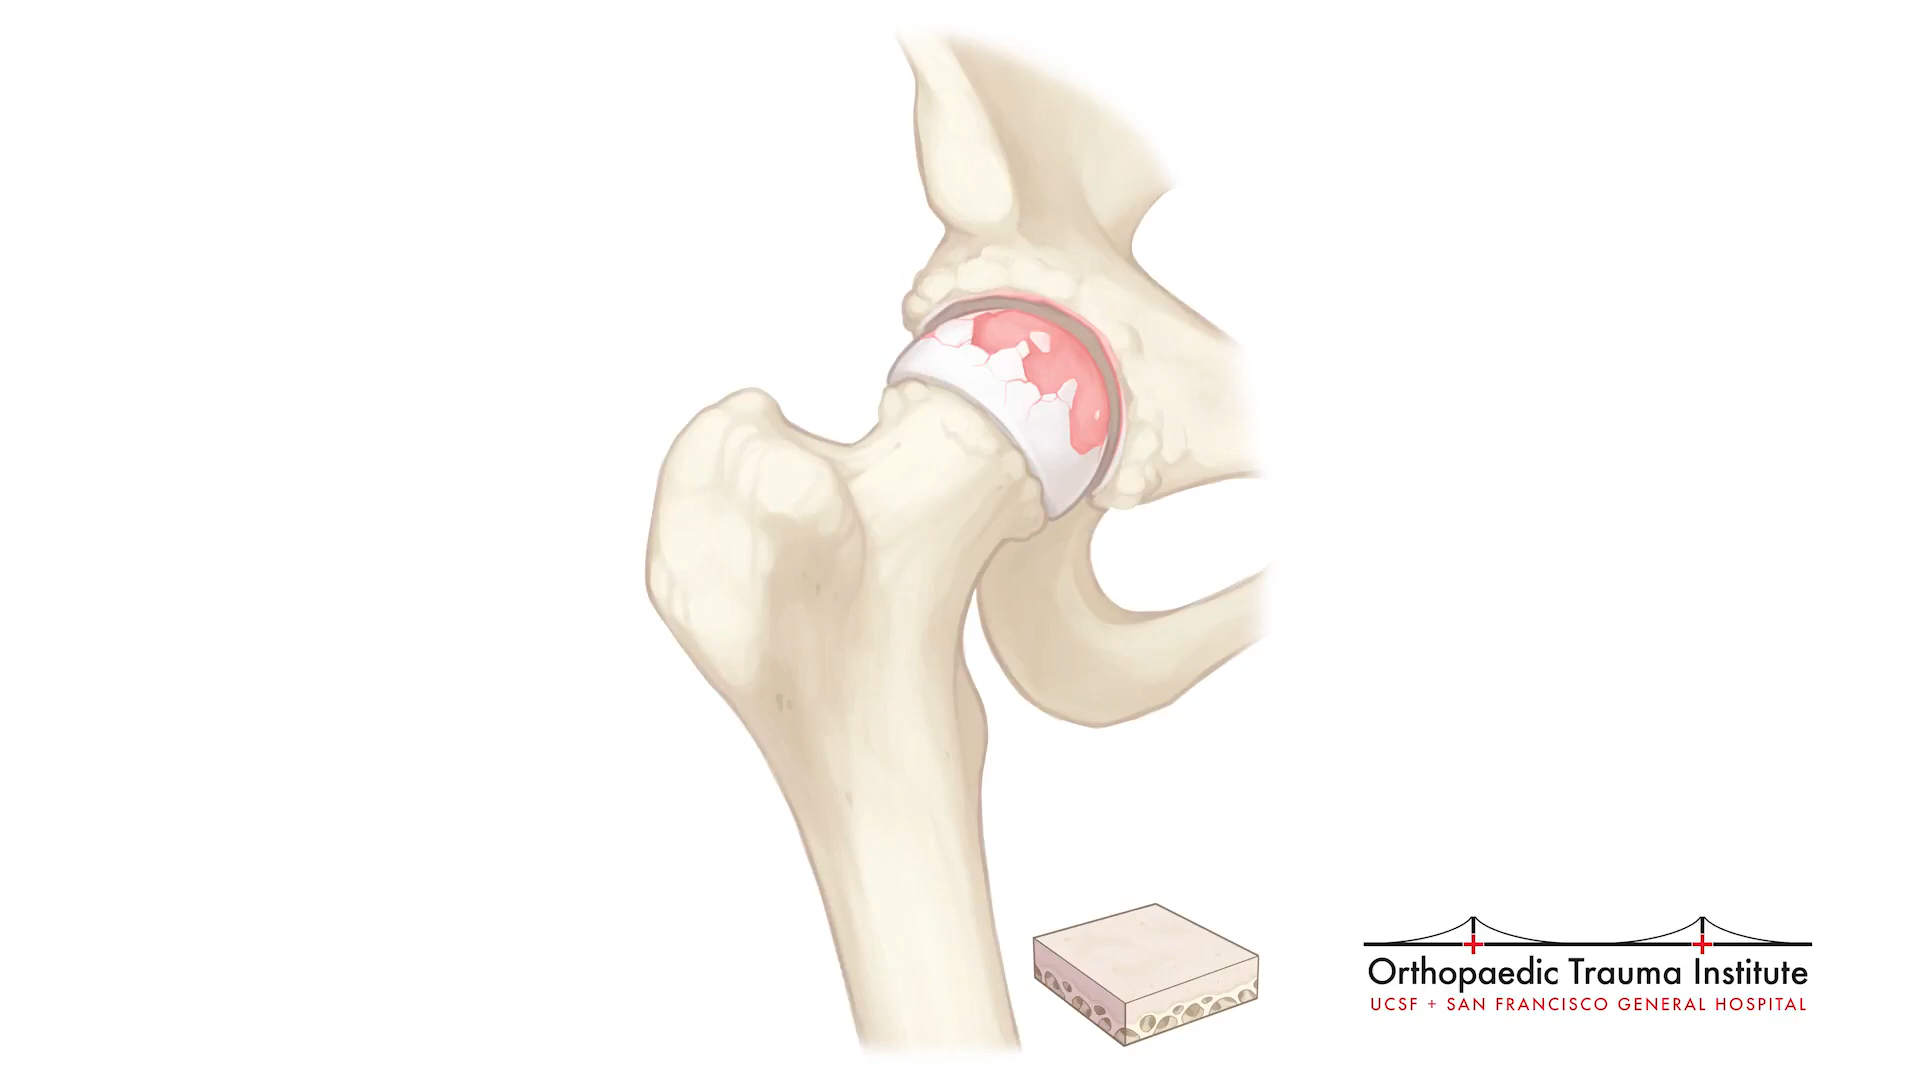 Orthopaedic Trauma Institute
UCSF + SAN FRANCISCO GENERAL HOSPITAL